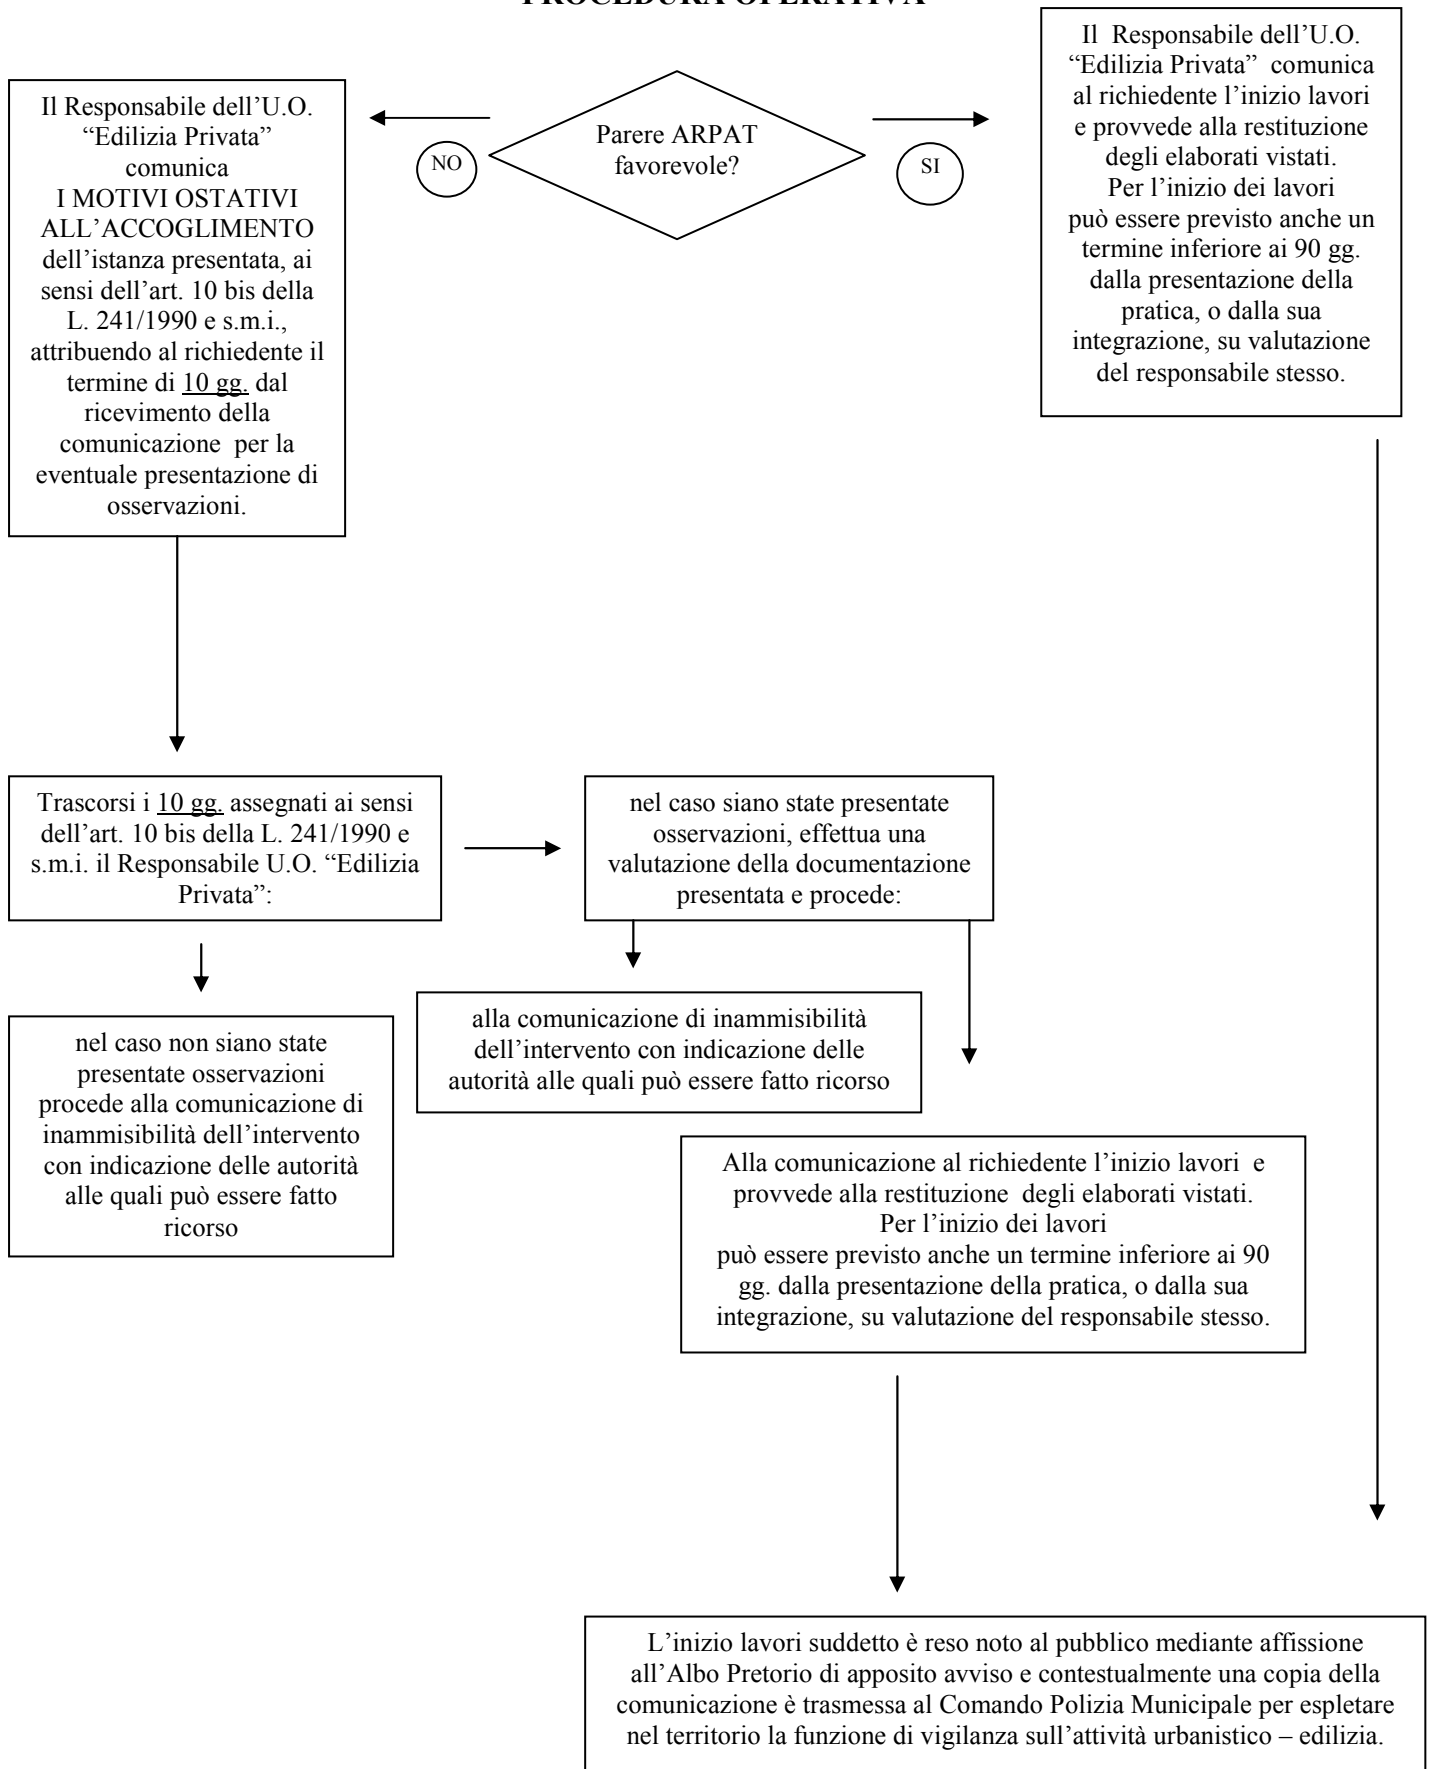 PROCEDURA OPERATIVA
Il Responsabile dell’U.O.
“Edilizia Privata”
comunica
I MOTIVI OSTATIVI
ALL’ACCOGLIMENTO
dell’istanza presentata, ai
sensi dell’art. 10 bis della
L. 241/1990 e s.m.i.,
attribuendo al richiedente il
termine di 10 gg. dal
ricevimento della
comunicazione per la
eventuale presentazione di
osservazioni.
NO
Parere ARPAT
favorevole?
SI
Il Responsabile dell’U.O.
“Edilizia Privata” comunica
al richiedente l’inizio lavori
e provvede alla restituzione
degli elaborati vistati.
Per l’inizio dei lavori
può essere previsto anche un
termine inferiore ai 90 gg.
dalla presentazione della
pratica, o dalla sua
integrazione, su valutazione
del responsabile stesso.
Trascorsi i 10 gg. assegnati ai sensi
dell’art. 10 bis della L. 241/1990 e
s.m.i. il Responsabile U.O. “Edilizia
Privata”:
nel caso siano state presentate
osservazioni, effettua una
valutazione della documentazione
presentata e procede:
nel caso non siano state
presentate osservazioni
procede alla comunicazione di
inammisibilità dell’intervento
con indicazione delle autorità
alle quali può essere fatto
ricorso
alla comunicazione di inammisibilità
dell’intervento con indicazione delle
autorità alle quali può essere fatto ricorso
Alla comunicazione al richiedente l’inizio lavori e
provvede alla restituzione degli elaborati vistati.
Per l’inizio dei lavori
può essere previsto anche un termine inferiore ai 90
gg. dalla presentazione della pratica, o dalla sua
integrazione, su valutazione del responsabile stesso.
L’inizio lavori suddetto è reso noto al pubblico mediante affissione
all’Albo Pretorio di apposito avviso e contestualmente una copia della
comunicazione è trasmessa al Comando Polizia Municipale per espletare
nel territorio la funzione di vigilanza sull’attività urbanistico – edilizia.